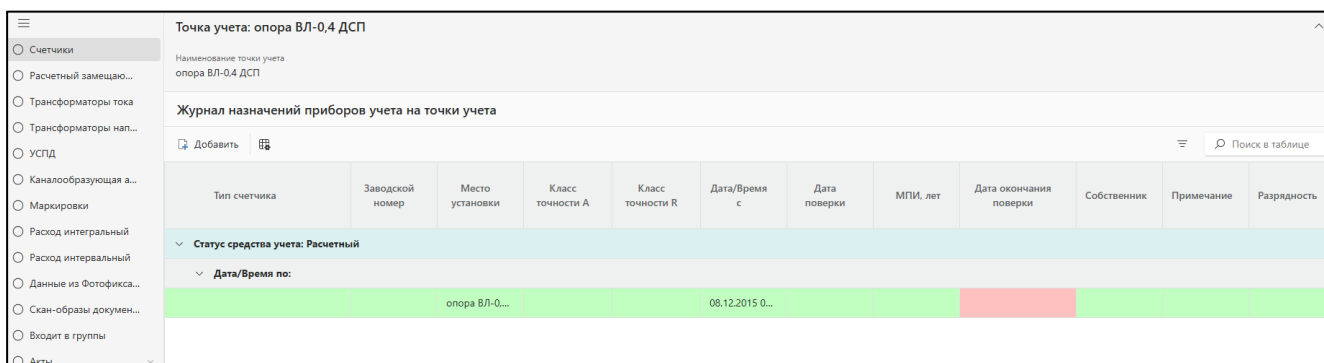 Точка учета: опора ВЛ-0,4 ДСП
Счетчики
Расчетный замещаю...
Трансформаторы тока
Трансформаторы нап...
УСПД
Каналообразующая а...
Маркировки
Расход интегральный
Расход интервальный
Данные из Фотофикса...
Скан-образы докумен...
Входит в группы
Акты
Наименование точки учета
опора ВЛ-0,4 ДСП
Журнал назначений приборов учета на точки учета
Добавить
Поиск в таблице
Тип счетчика
Заводской
номер
Место
установки
Класс
точности A
Класс
точности R
Дата/Время
с
Дата
поверки
МПИ, лет
Дата окончания
поверки
Собственник
Примечание
Разрядность
Статус средства учета: Расчетный
Дата/Время по:
опора ВЛ-0,...
08.12.2015 0...